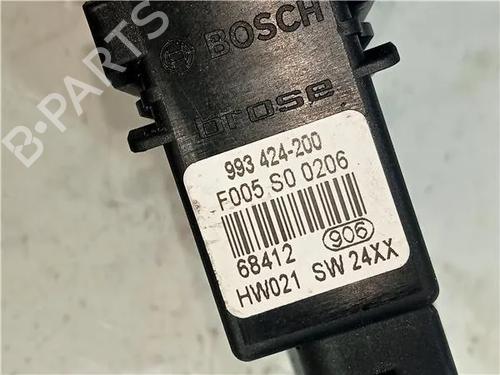 BOSCH
brose
993 424-200
F005 S0 0206
68412
906
HW021 SW 24XX
B-PARTS